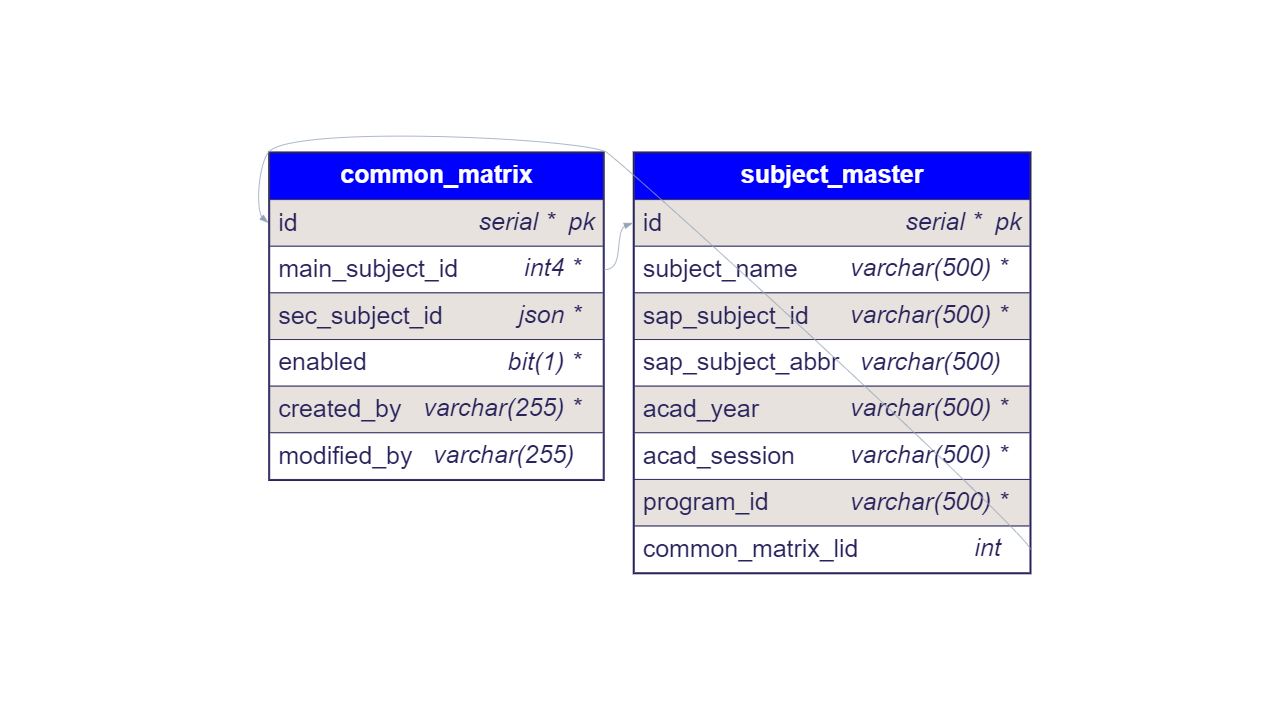 common_matrix
id serial * pk
main_subject_id int4 *
sec_subject_id json *
enabled bit(1) *
created_by varchar(255) *
modified_by varchar(255)
subject_master
id serial * pk
subject_name varchar(500) *
sap_subject_id varchar(500) *
sap_subject_abbr varchar(500)
acad_year varchar(500) *
acad_session varchar(500) *
program_id varchar(500) *
common_matrix_lid int